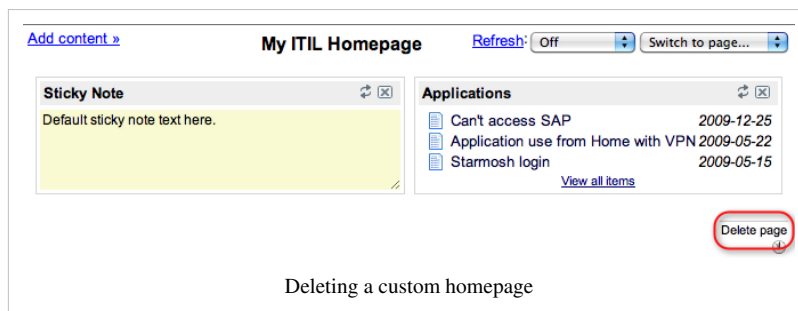 Add content »
My ITIL Homepage
Refresh: Off
Switch to page...
Sticky Note
Default sticky note text here.
Applications
Can't access SAP 2009-12-25
Application use from Home with VPN 2009-05-22
Starmosh login 2009-05-15
View all items
Delete page
Deleting a custom homepage